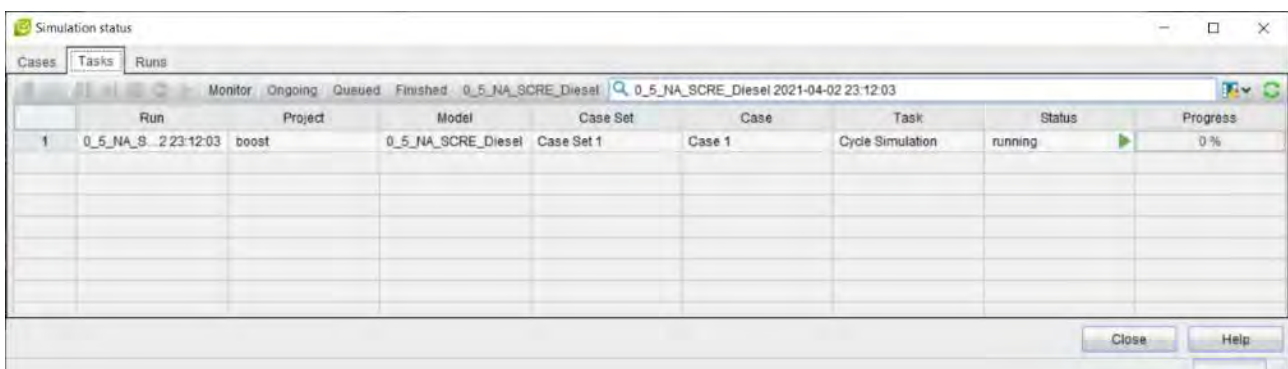 Simulation status
Cases Tasks Runs
Monitor Ongoing Queued Finished 0_5_NA_SCRE_Diesel 0_5_NA_SCRE_Diesel 2021-04-02 23:12:03
Run Project Model Case Set Case Task Status Progress
1 0_5_NA_S...2 23:12:03 boost 0_5_NA_SCRE_Diesel Case Set 1 Case 1 Cycle Simulation running 0 %
Close Help